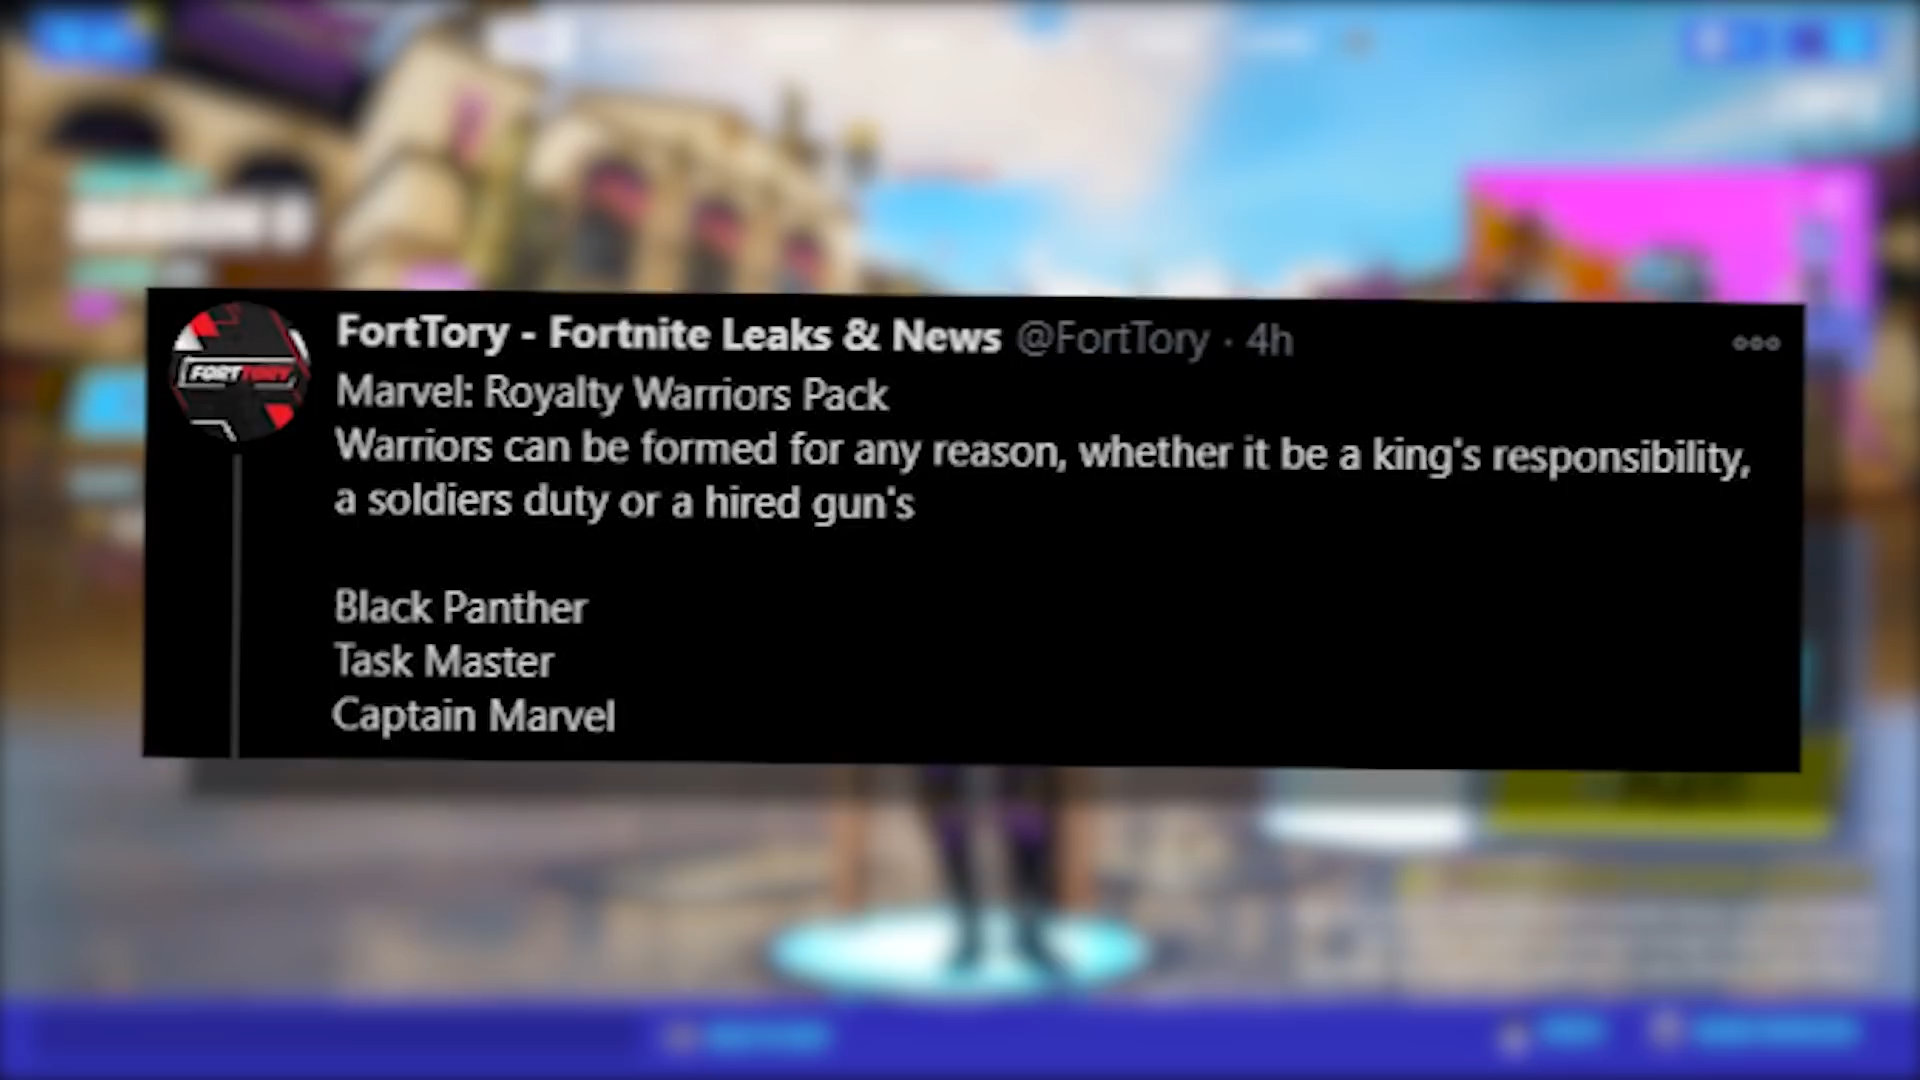 FortTory - Fortnite Leaks & News @FortTory · 4h
Marvel: Royalty Warriors Pack
Warriors can be formed for any reason, whether it be a king's responsibility,
a soldiers duty or a hired gun's
Black Panther
Task Master
Captain Marvel
FORTTORY